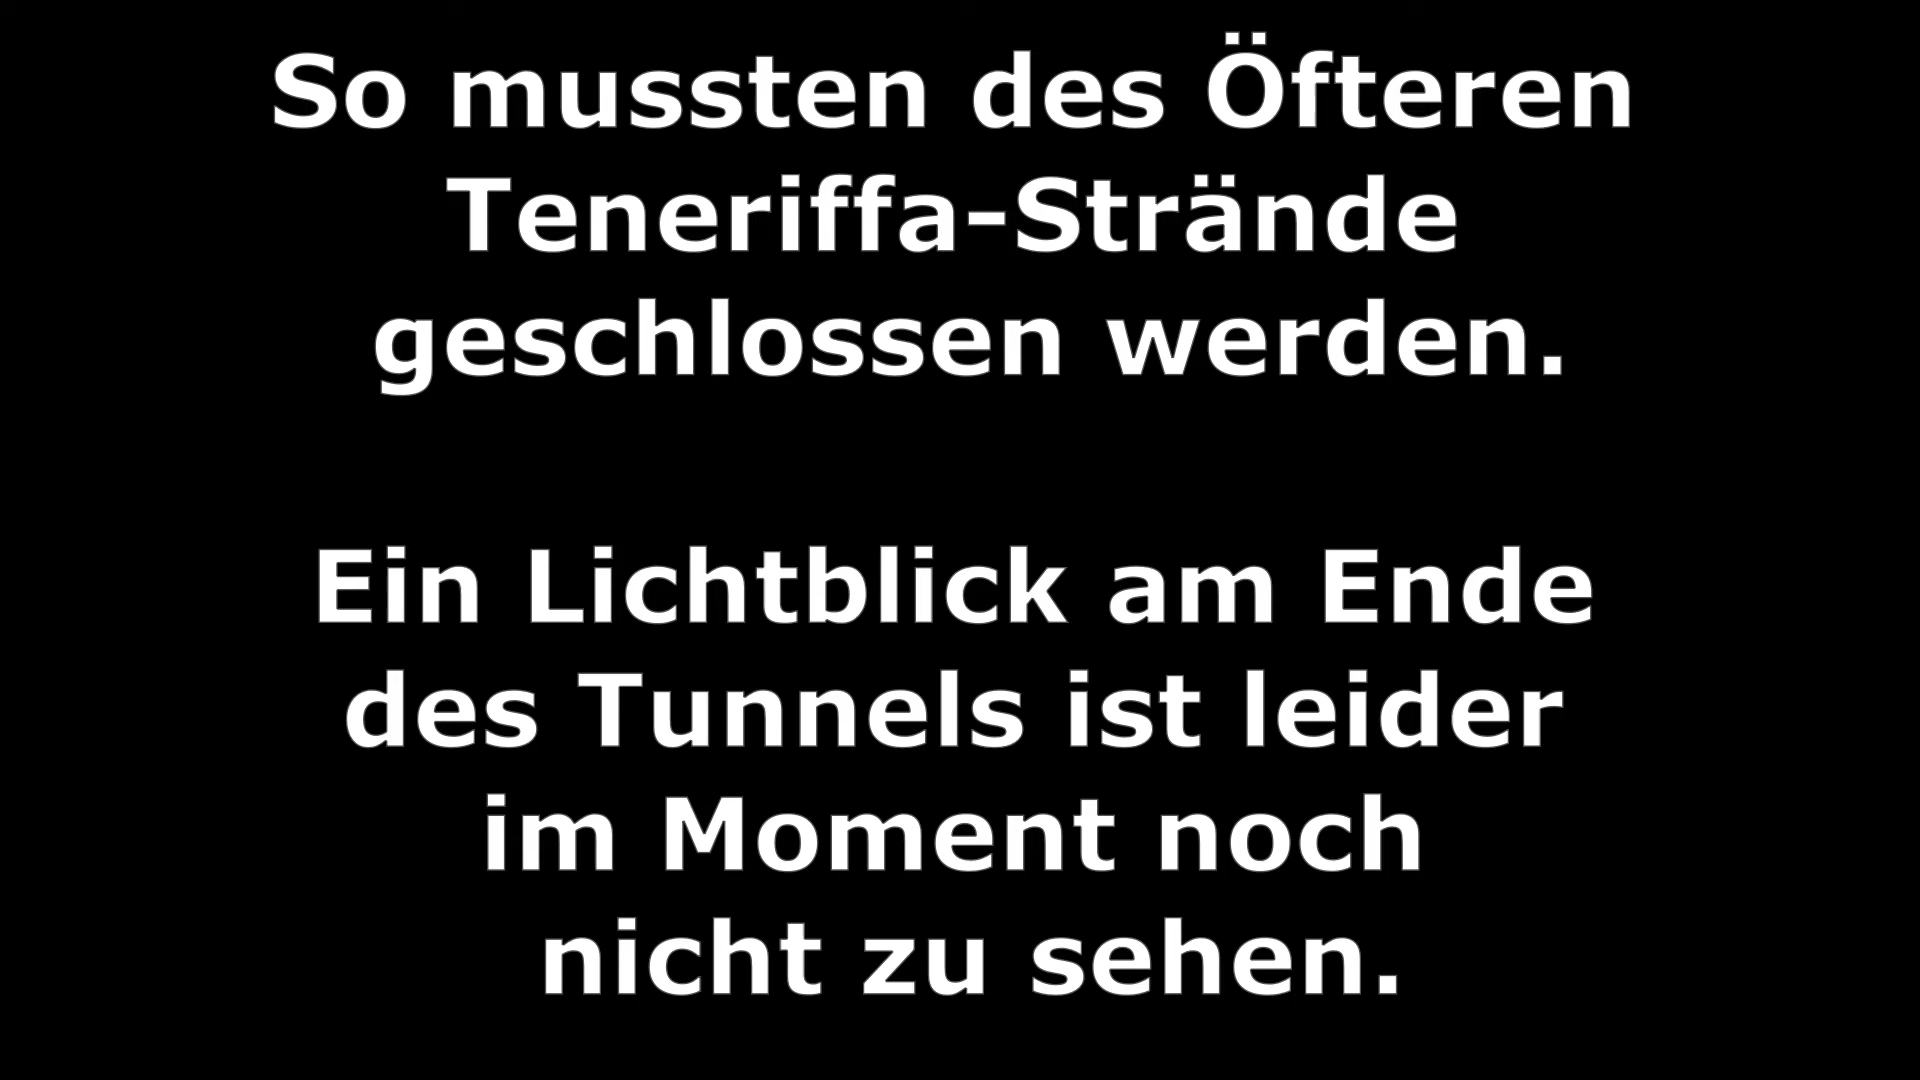 So mussten des Öfteren
Teneriffa-Strände
geschlossen werden.
Ein Lichtblick am Ende
des Tunnels ist leider
im Moment noch
nicht zu sehen.